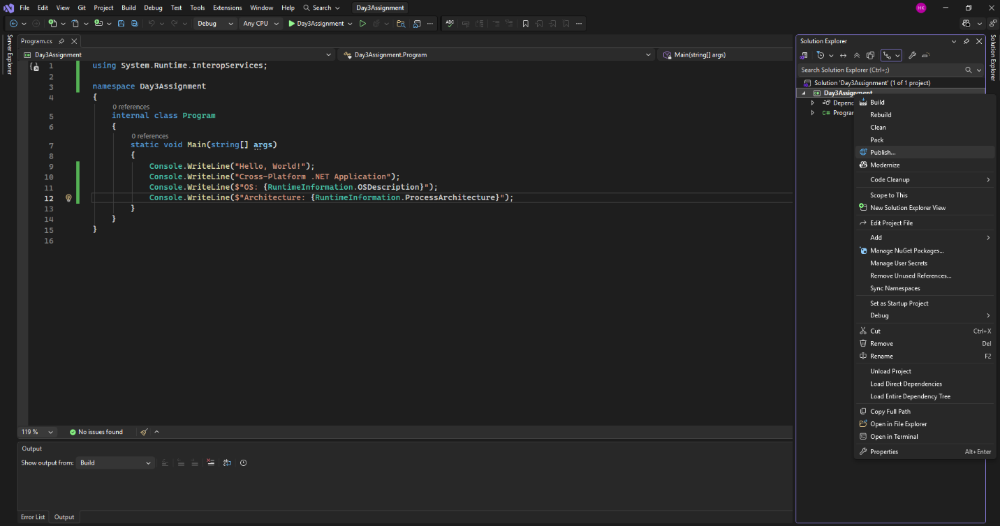 File Edit View Git Project Build Debug Test Tools Extensions Window Help Search Day3Assignment HK
Debug Any CPU Day3Assignment
Server Explorer
Program.cs
Day3Assignment Day3Assignment.Program Main(string[] args)
1 using System.Runtime.InteropServices;
2
3 namespace Day3Assignment
4 {
0 references
5 internal class Program
6 {
0 references
7 static void Main(string[] args)
8 {
9 Console.WriteLine("Hello, World!");
10 Console.WriteLine("Cross-Platform .NET Application");
11 Console.WriteLine($"OS: {RuntimeInformation.OSDescription}");
12 Console.WriteLine($"Architecture: {RuntimeInformation.ProcessArchitecture}");
13 }
14 }
15 }
16
119 % No issues found
Output
Show output from: Build
Error List Output
Solution Explorer
Search Solution Explorer (Ctrl+;)
Solution 'Day3Assignment' (1 of 1 project)
Day3Assignment
Depend
C# Program
Build
Rebuild
Clean
Pack
Publish...
Modernize
Code Cleanup
Scope to This
New Solution Explorer View
Edit Project File
Add
Manage NuGet Packages...
Manage User Secrets
Remove Unused References...
Sync Namespaces
Set as Startup Project
Debug
Cut Ctrl+X
Remove Del
Rename F2
Unload Project
Load Direct Dependencies
Load Entire Dependency Tree
Copy Full Path
Open in File Explorer
Open in Terminal
Properties Alt+Enter
Solution Explorer